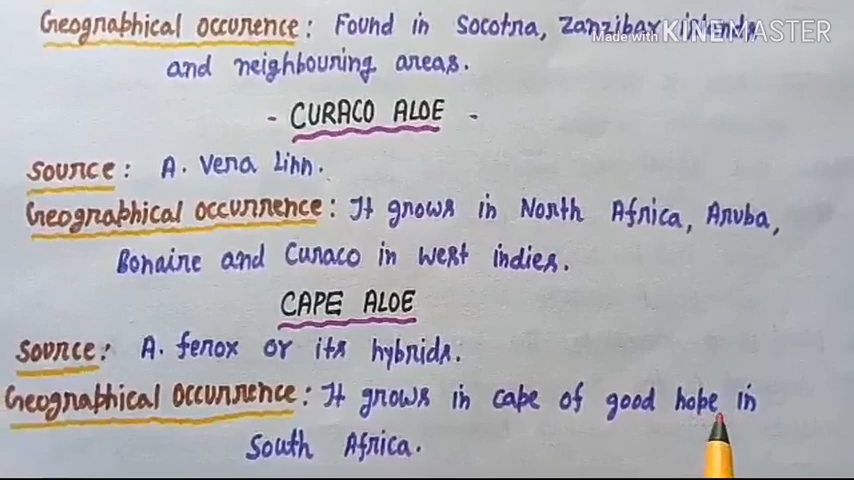 Geographical occurence : Found in Socotra, Zanzibar islands
Made with KINEMASTER
and neighbouring areas.
- CURACO ALOE -
Source : A. Vera Linn.
Geographical occurrence : It grows in North Africa, Aruba,
Bonaire and Curaco in west indies.
CAPE ALOE
Source : A. ferox or its hybrids.
Geographical occurrence : It grows in cape of good hope in
South Africa.